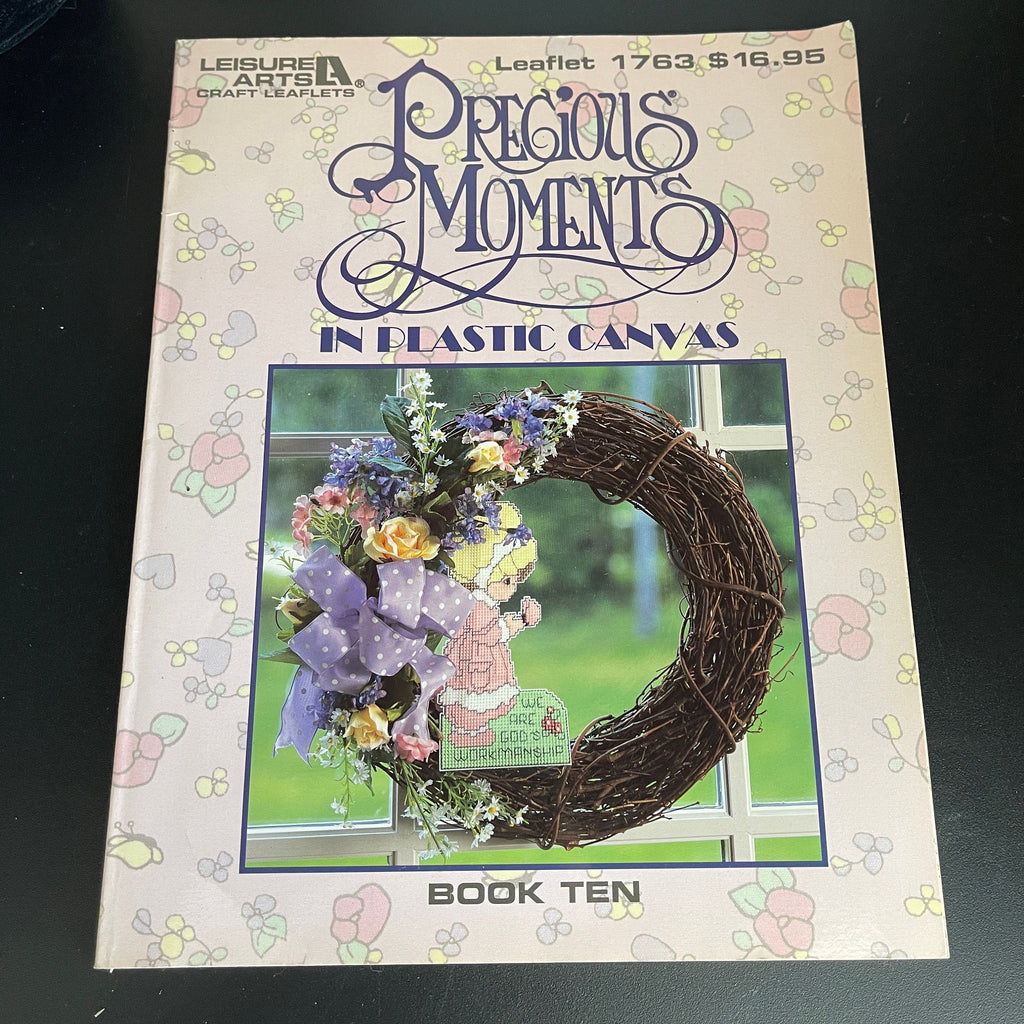 LEISURE
ARTS LA®
CRAFT LEAFLETS
Leaflet 1763 $16.95
PRECIOUS
MOMENTS
IN PLASTIC CANVAS
WE
ARE
GOD'S
WORKMANSHIP
BOOK TEN